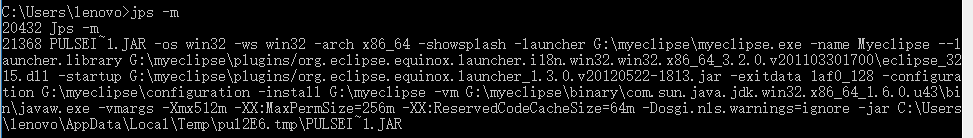 C:\Users\lenovo>jps -m
20432 Jps -m
21368 PULSEI~1.JAR -os win32 -ws win32 -arch x86_64 -showsplash -launcher G:\myeclipse\myeclipse.exe -name Myeclipse --l
auncher.library G:\myeclipse\plugins/org.eclipse.equinox.launcher.i18n.win32.win32.x86_64_3.2.0.v201103301700\eclipse_32
15.dll -startup G:\myeclipse\plugins/org.eclipse.equinox.launcher_1.3.0.v20120522-1813.jar -exitdata 1af0_128 -configura
tion G:\myeclipse\configuration -install G:\myeclipse -vm G:\myeclipse\binary\com.sun.java.jdk.win32.x86_64_1.6.0.u43\bi
n\javaw.exe -vmargs -Xmx512m -XX:MaxPermSize=256m -XX:ReservedCodeCacheSize=64m -Dosgi.nls.warnings=ignore -jar C:\Users
\lenovo\AppData\Local\Temp\pul2E6.tmp\PULSEI~1.JAR